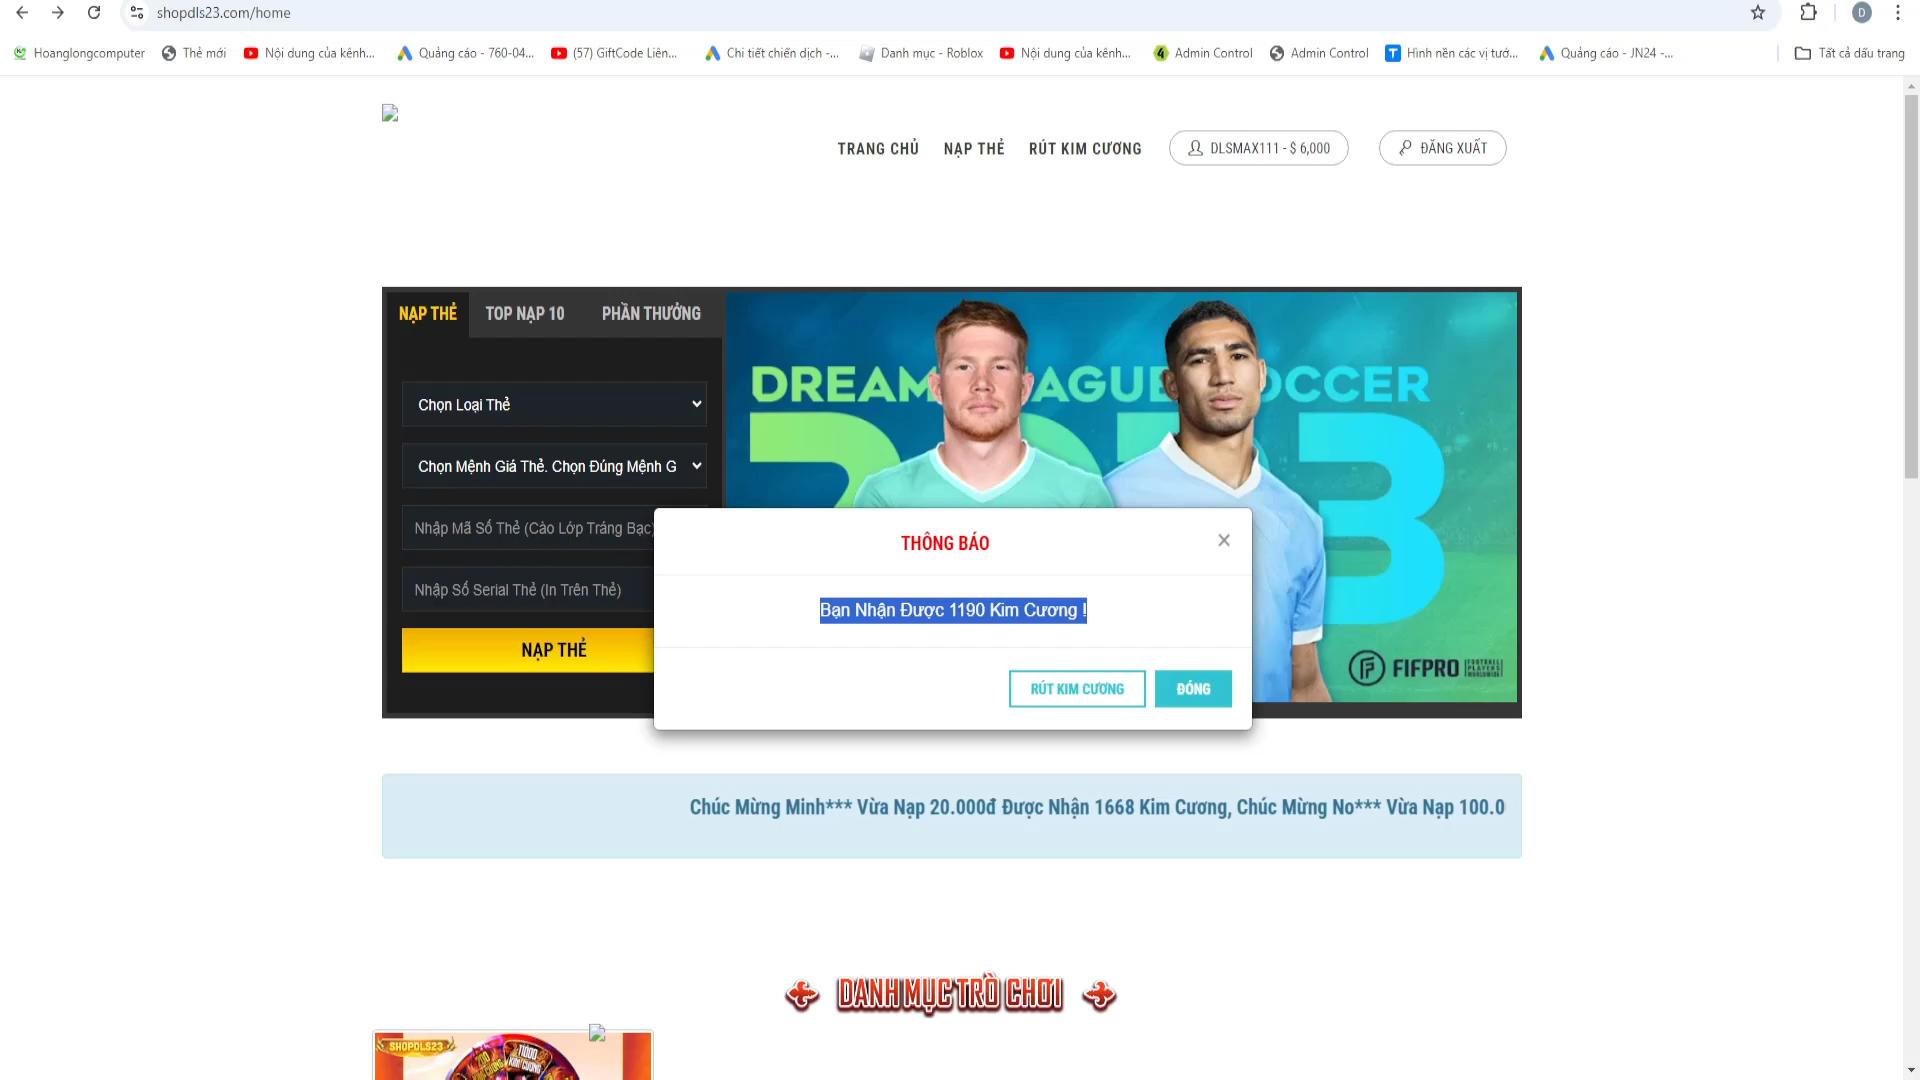 shopdls23.com/home
D
Hoanglongcomputer
Thẻ mới
Nội dung của kênh...
Quảng cáo - 760-04...
(57) GiftCode Liên...
Chi tiết chiến dịch -...
Danh mục - Roblox
Nội dung của kênh...
Admin Control
Admin Control
Hình nền các vị tướ...
Quảng cáo - JN24 -...
Tất cả dấu trang
TRANG CHỦ
NẠP THẺ
RÚT KIM CƯƠNG
DLSMAX111 - $ 6,000
ĐĂNG XUẤT
NẠP THẺ
TOP NẠP 10
PHẦN THƯỞNG
Chọn Loại Thẻ
Chọn Mệnh Giá Thẻ. Chọn Đúng Mệnh G
Nhập Mã Số Thẻ (Cào Lớp Tráng Bạc)
Nhập Số Serial Thẻ (In Trên Thẻ)
NẠP THẺ
FIFPRO
FOOTBALL
PLAYERS
WORLDWIDE
THÔNG BÁO
×
Bạn Nhận Được 1190 Kim Cương !
RÚT KIM CƯƠNG
ĐÓNG
Chúc Mừng Minh*** Vừa Nạp 20.000đ Được Nhận 1668 Kim Cương, Chúc Mừng No*** Vừa Nạp 100.0
DANH MỤC TRÒ CHƠI
SHOPDLS23
KIM CƯƠNG